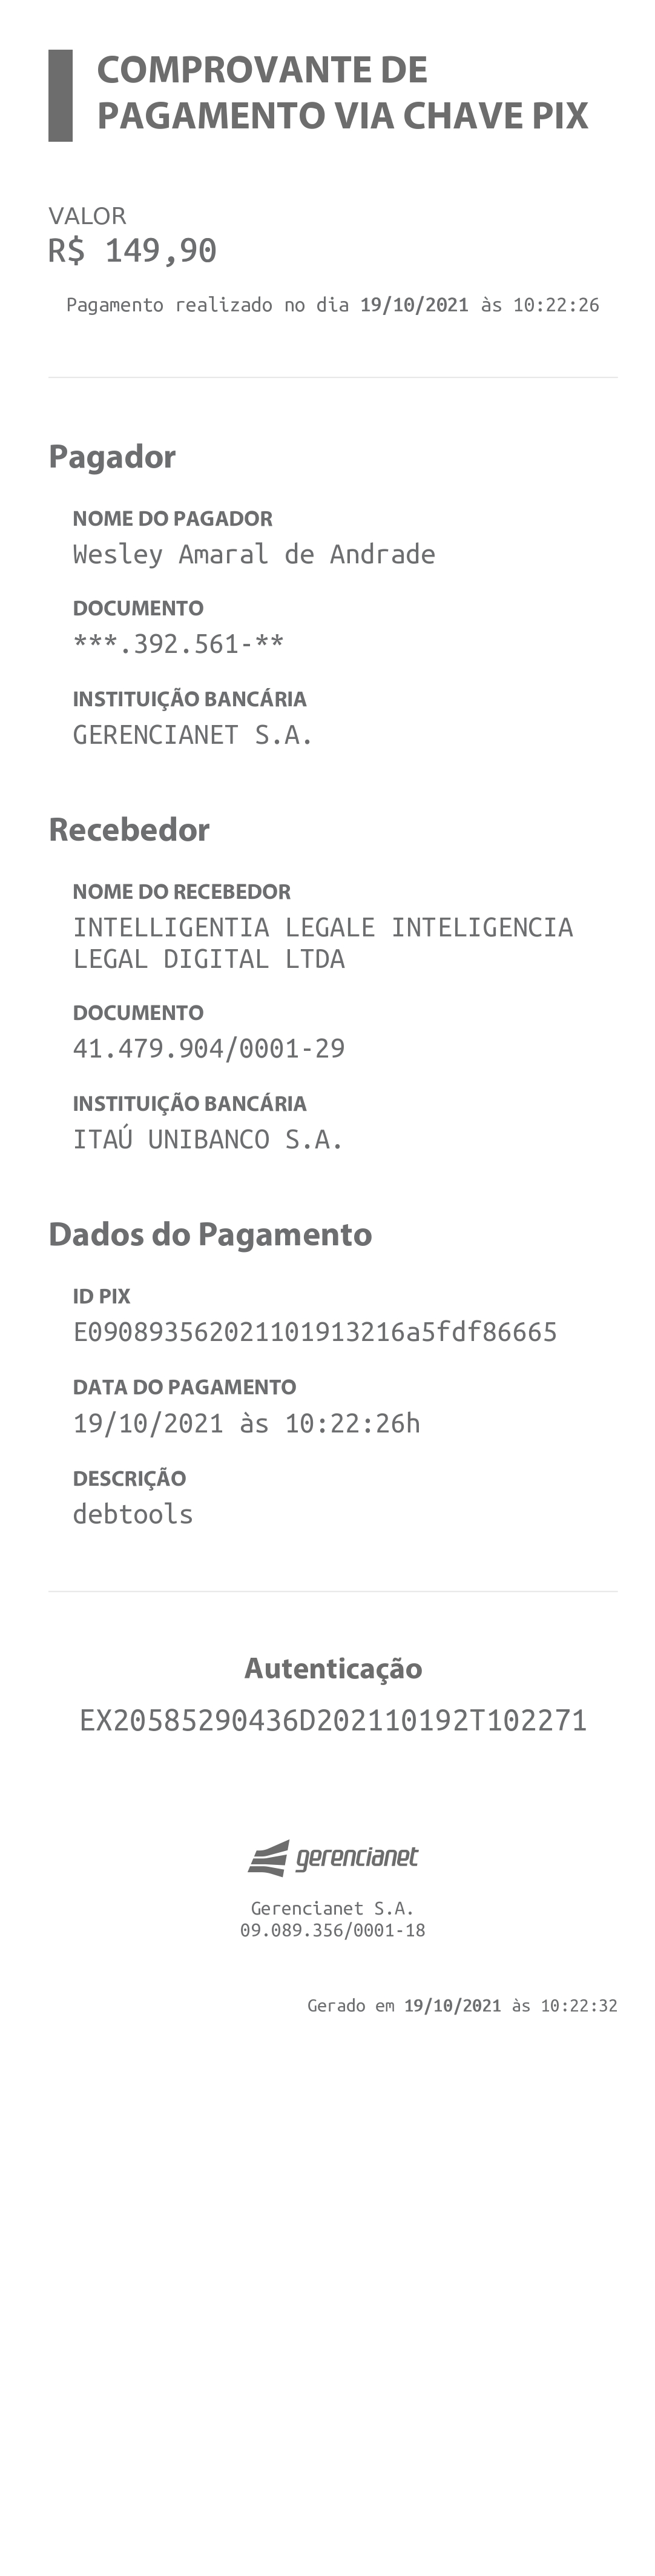 COMPROVANTE DE
PAGAMENTO VIA CHAVE PIX
VALOR
R$ 149,90
Pagamento realizado no dia 19/10/2021 às 10:22:26
Pagador
NOME DO PAGADOR
Wesley Amaral de Andrade
DOCUMENTO
***.392.561-**
INSTITUIÇÃO BANCÁRIA
GERENCIANET S.A.
Recebedor
NOME DO RECEBEDOR
INTELLIGENTIA LEGALE INTELIGENCIA
LEGAL DIGITAL LTDA
DOCUMENTO
41.479.904/0001-29
INSTITUIÇÃO BANCÁRIA
ITAÚ UNIBANCO S.A.
Dados do Pagamento
ID PIX
E090893562021101913216a5fdf86665
DATA DO PAGAMENTO
19/10/2021 às 10:22:26h
DESCRIÇÃO
debtools
Autenticação
EX20585290436D202110192T102271
gerencianet
Gerencianet S.A.
09.089.356/0001-18
Gerado em 19/10/2021 às 10:22:32